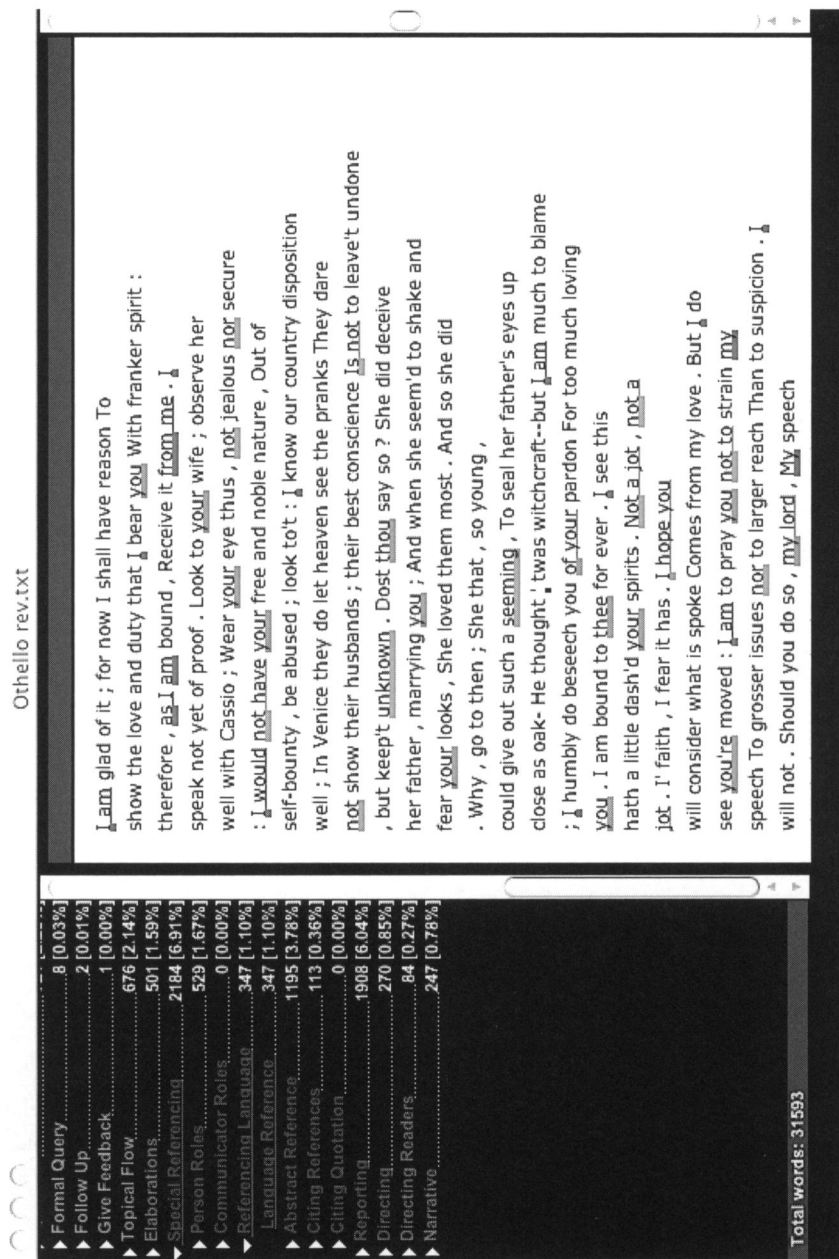 Othello rev.txt
Formal Query 8 [0.03%]
Follow Up 2 [0.01%]
Give Feedback 1 [0.00%]
Topical Flow 676 [2.14%]
Elaborations 501 [1.59%]
Special Referencing 2184 [6.91%]
Person Roles 529 [1.67%]
Communicator Roles 0 [0.00%]
Referencing Language 347 [1.10%]
Language Reference 347 [1.10%]
Abstract Reference 1195 [3.78%]
Citing References 113 [0.36%]
Citing Quotation 0 [0.00%]
Reporting 1908 [6.04%]
Directing 270 [0.85%]
Directing Readers 84 [0.27%]
Narrative 247 [0.78%]
Total words: 31593
I am glad of it ; for now I shall have reason To
show the love and duty that I bear you With franker spirit :
therefore , as I am bound , Receive it from me . I
speak not yet of proof . Look to your wife ; observe her
well with Cassio ; Wear your eye thus , not jealous nor secure
: I would not have your free and noble nature , Out of
self-bounty , be abused ; look to't : I know our country disposition
well ; In Venice they do let heaven see the pranks They dare
not show their husbands ; their best conscience Is not to leave't undone
, but keep't unknown . Dost thou say so ? She did deceive
her father , marrying you ; And when she seem'd to shake and
fear your looks , She loved them most . And so she did
. Why , go to then ; She that , so young ,
could give out such a seeming , To seal her father's eyes up
close as oak- He thought ' twas witchcraft--but I am much to blame
; I humbly do beseech you of your pardon For too much loving
you . I am bound to thee for ever . I see this
hath a little dash'd your spirits . Not a jot , not a
jot . I' faith , I fear it has . I hope you
will consider what is spoke Comes from my love . But I do
see you're moved : I am to pray you not to strain my
speech To grosser issues nor to larger reach Than to suspicion . I
will not . Should you do so , my lord , My speech